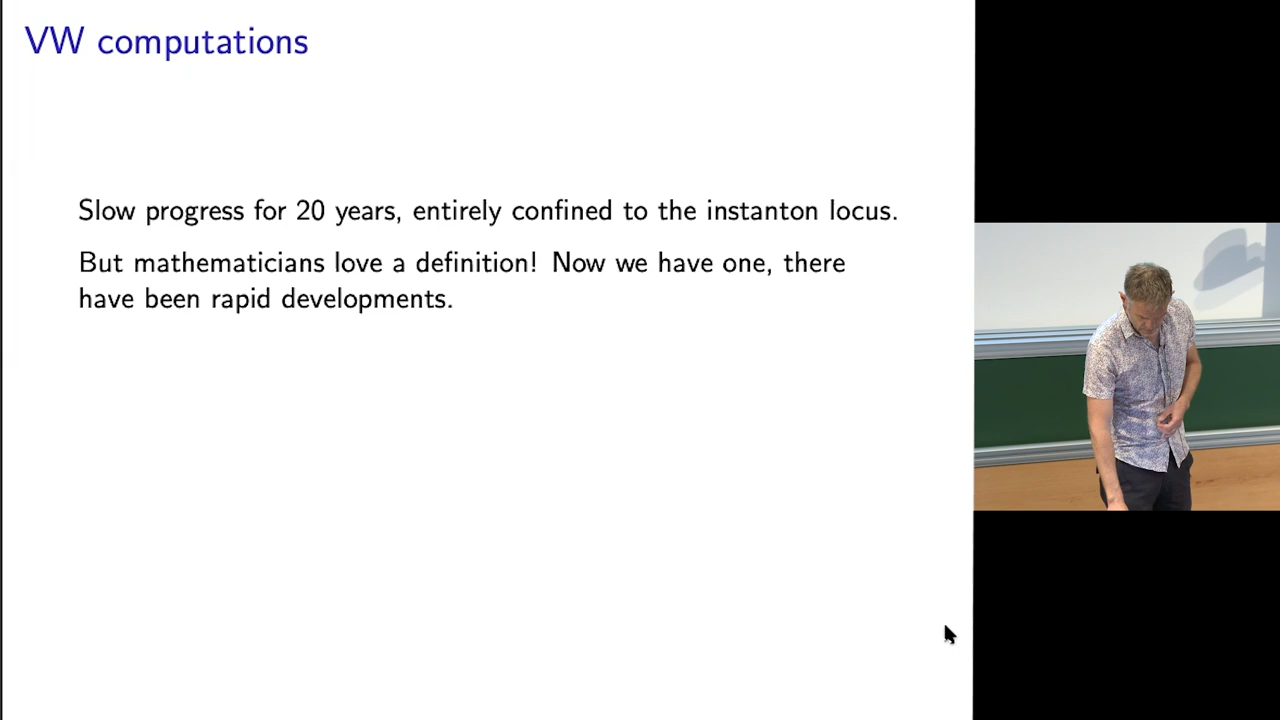 VW computations
Slow progress for 20 years, entirely confined to the instanton locus.
But mathematicians love a definition! Now we have one, there
have been rapid developments.